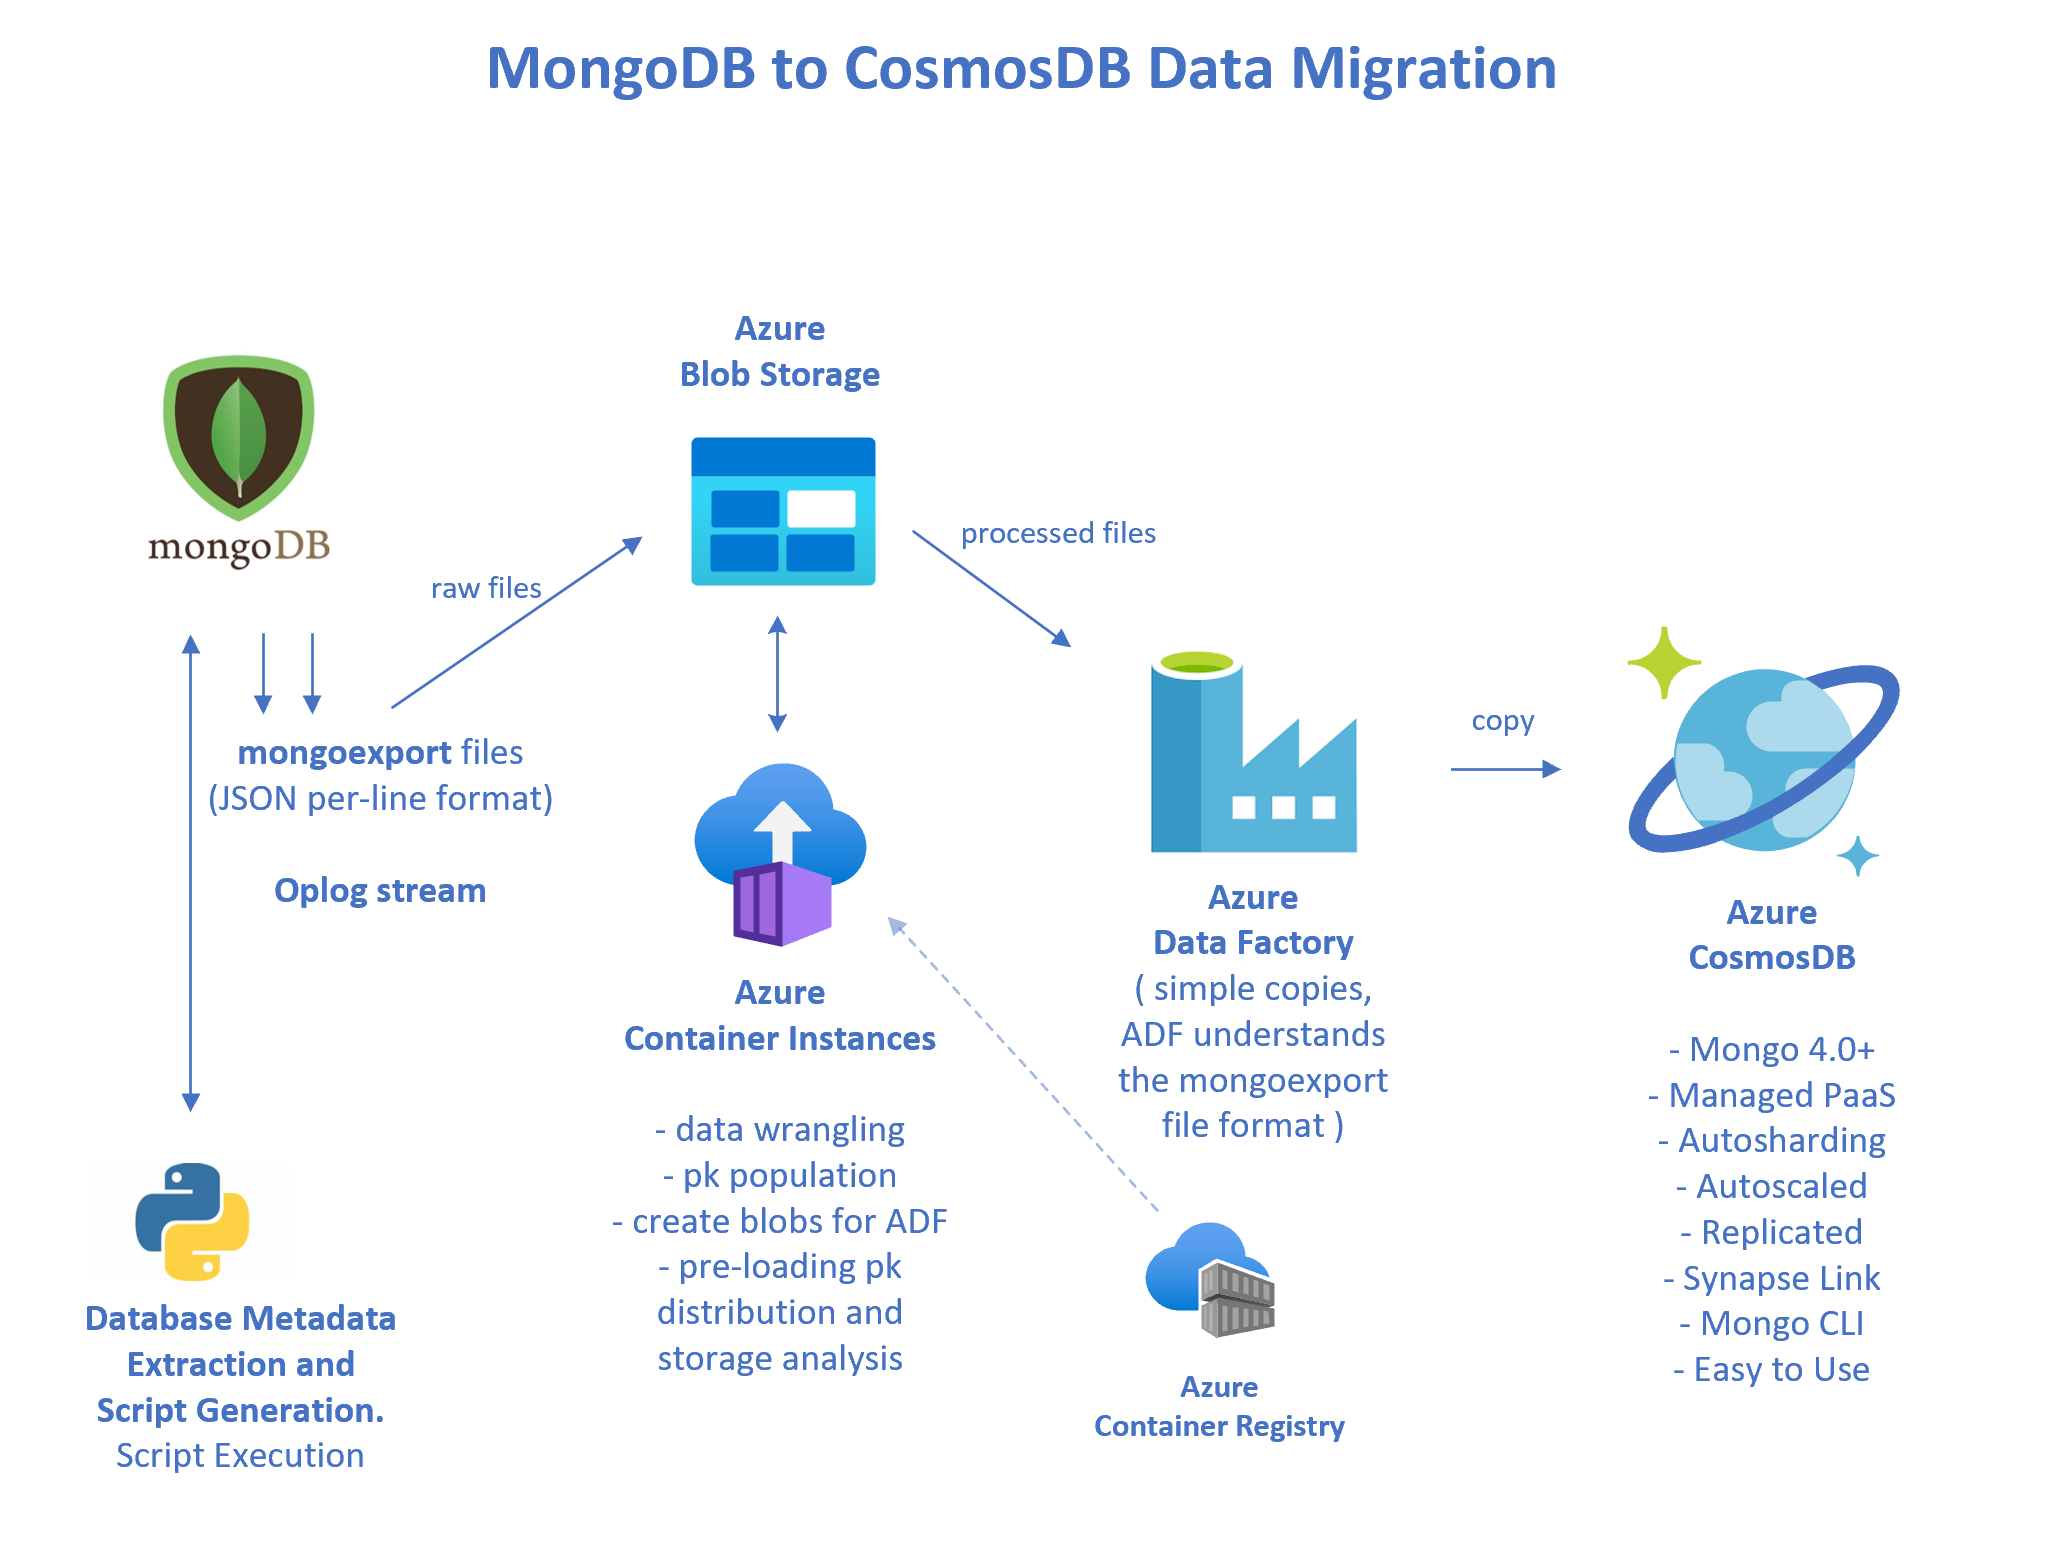 MongoDB to CosmosDB Data Migration
Azure
Blob Storage
mongoDB
raw files
processed files
mongoexport files
(JSON per-line format)
Oplog stream
copy
Azure
Container Instances
- data wrangling
- pk population
- create blobs for ADF
- pre-loading pk
distribution and
storage analysis
Azure
Data Factory
( simple copies,
ADF understands
the mongoexport
file format )
Azure
CosmosDB
- Mongo 4.0+
- Managed PaaS
- Autosharding
- Autoscaled
- Replicated
- Synapse Link
- Mongo CLI
- Easy to Use
Database Metadata
Extraction and
Script Generation.
Script Execution
Azure
Container Registry